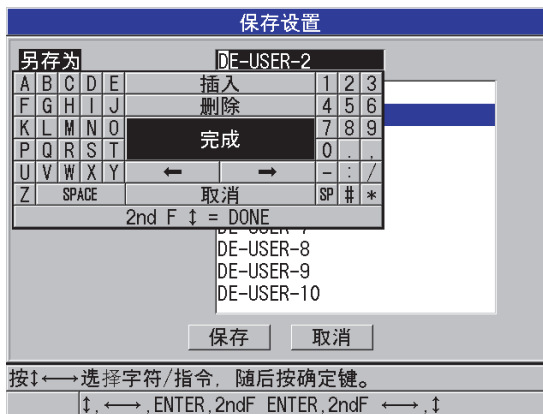 保存设置
另存为 DE-USER-2
A B C D E 插入 1 2 3
F G H I J 删除 4 5 6
K L M N O 完成 7 8 9
P Q R S T 0 . ,
U V W X Y ← → - : /
Z SPACE 取消 SP # *
2nd F ↕ = DONE
DE-USER-7
DE-USER-8
DE-USER-9
DE-USER-10
保存 取消
按↕←→选择字符/指令, 随后按确定键。
↕, ←→ ,ENTER,2ndF ENTER,2ndF ←→ ,↕